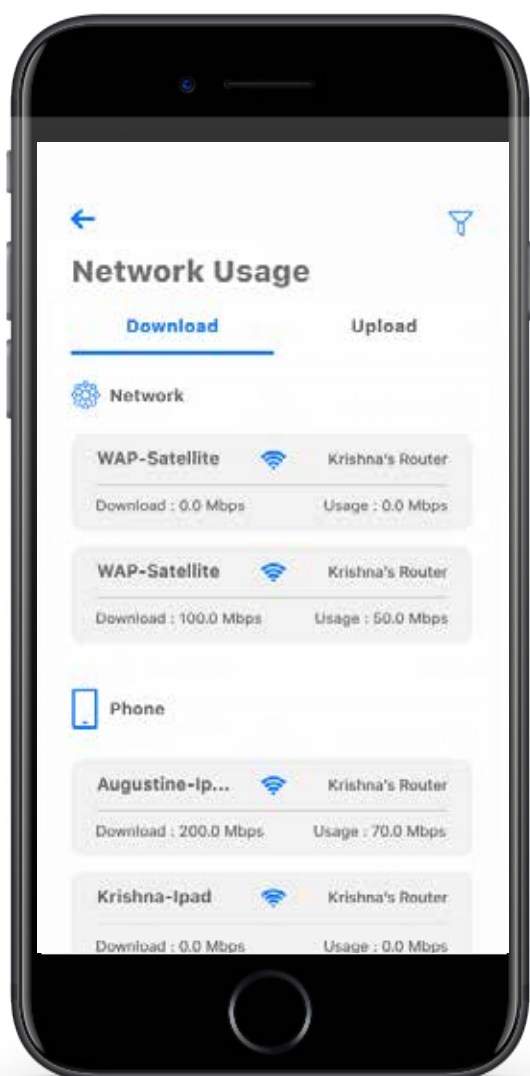 Network Usage
Download Upload
Network
WAP-Satellite Krishna's Router
Download : 0.0 Mbps Usage : 0.0 Mbps
WAP-Satellite Krishna's Router
Download : 100.0 Mbps Usage : 50.0 Mbps
Phone
Augustine-Ip... Krishna's Router
Download : 200.0 Mbps Usage : 70.0 Mbps
Krishna-Ipad Krishna's Router
Download : 0.0 Mbps Usage : 0.0 Mbps